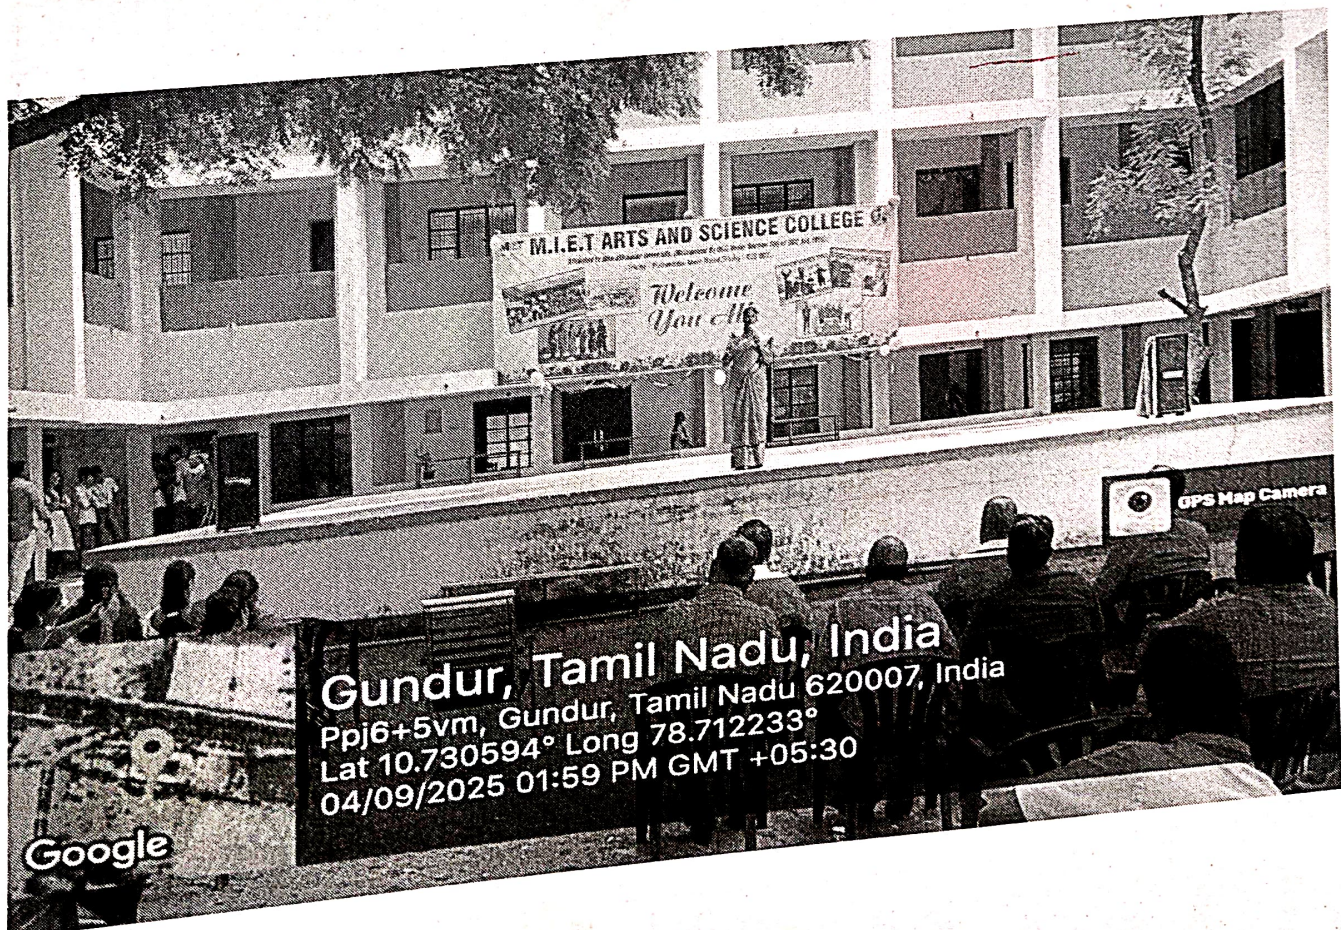 M.I.E.T ARTS AND SCIENCE COLLEGE
Welcome
You All
GPS Map Camera
Gundur, Tamil Nadu, India
Ppj6+5vm, Gundur, Tamil Nadu 620007, India
Lat 10.730594° Long 78.712233°
04/09/2025 01:59 PM GMT +05:30
Google